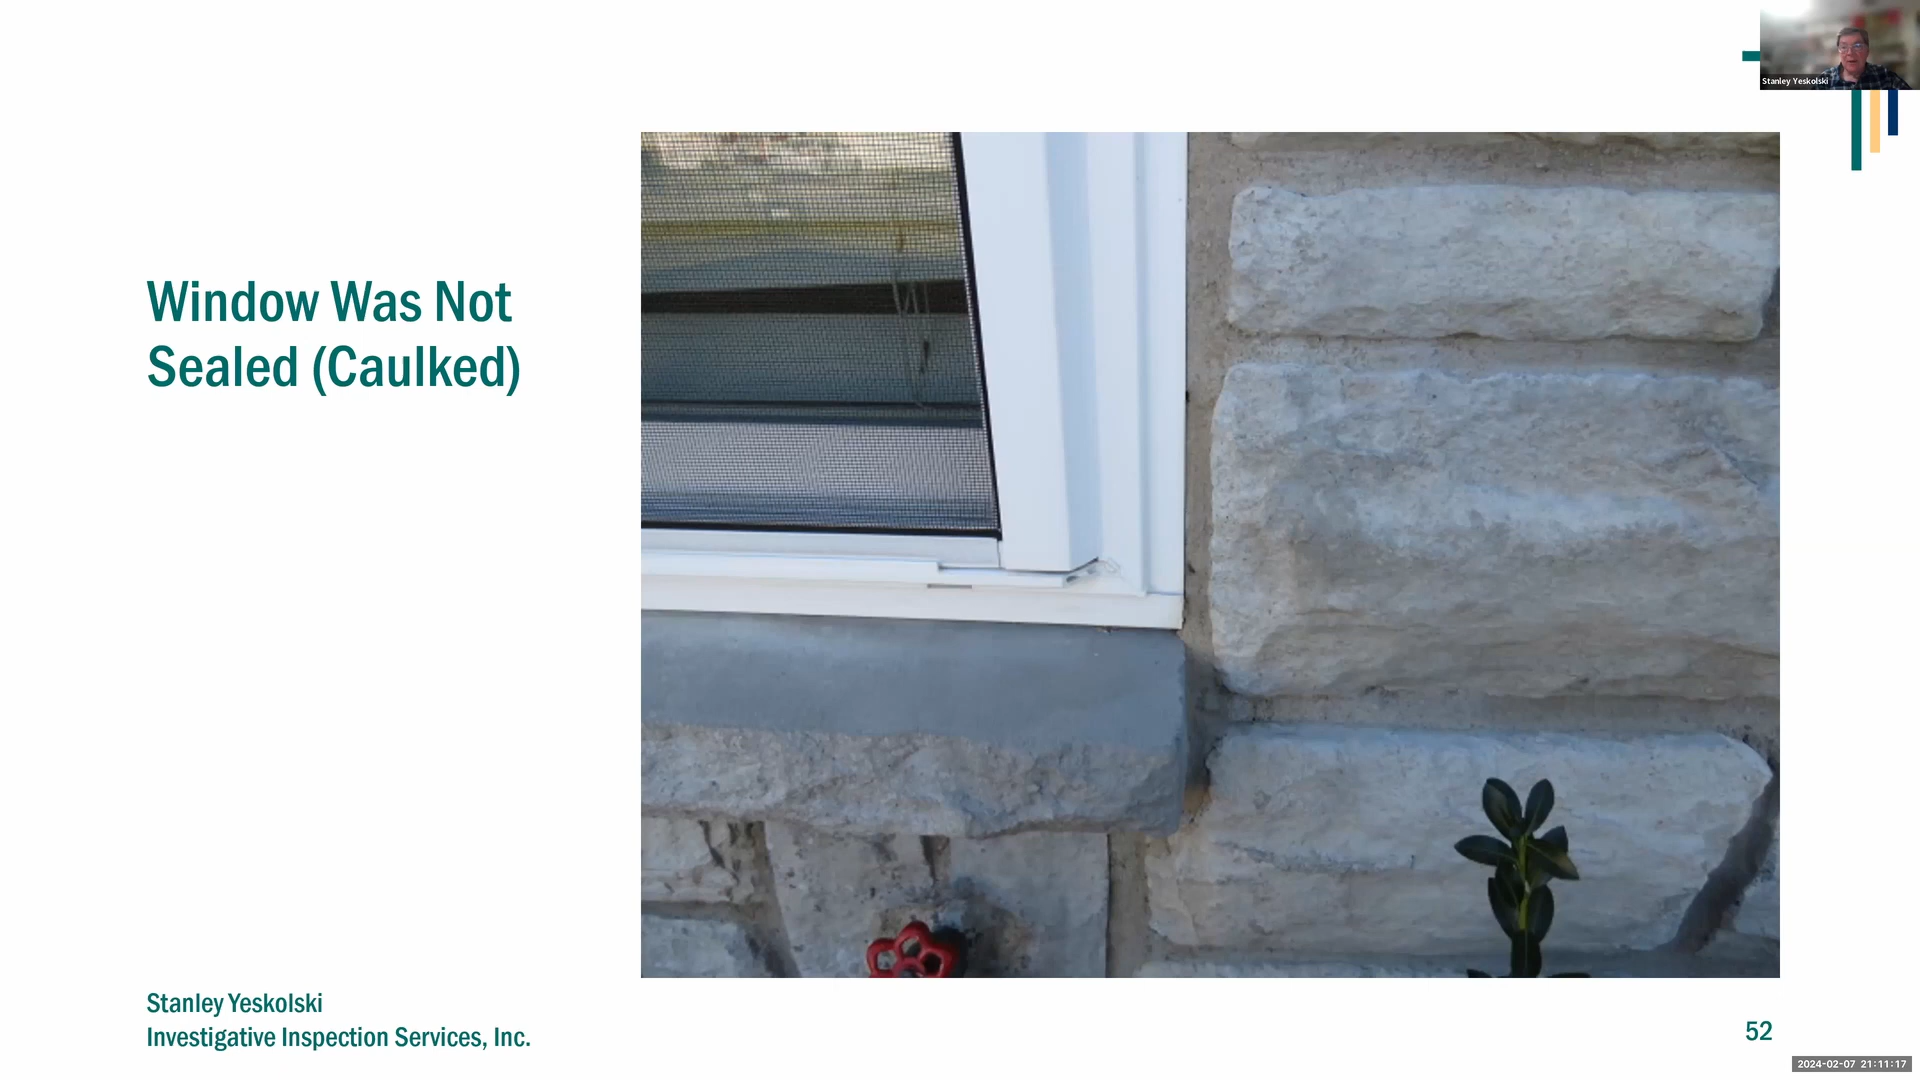 Stanley Yeskolski
Window Was Not
Sealed (Caulked)
Stanley Yeskolski
Investigative Inspection Services, Inc.
52
2024-02-07 21:11:17